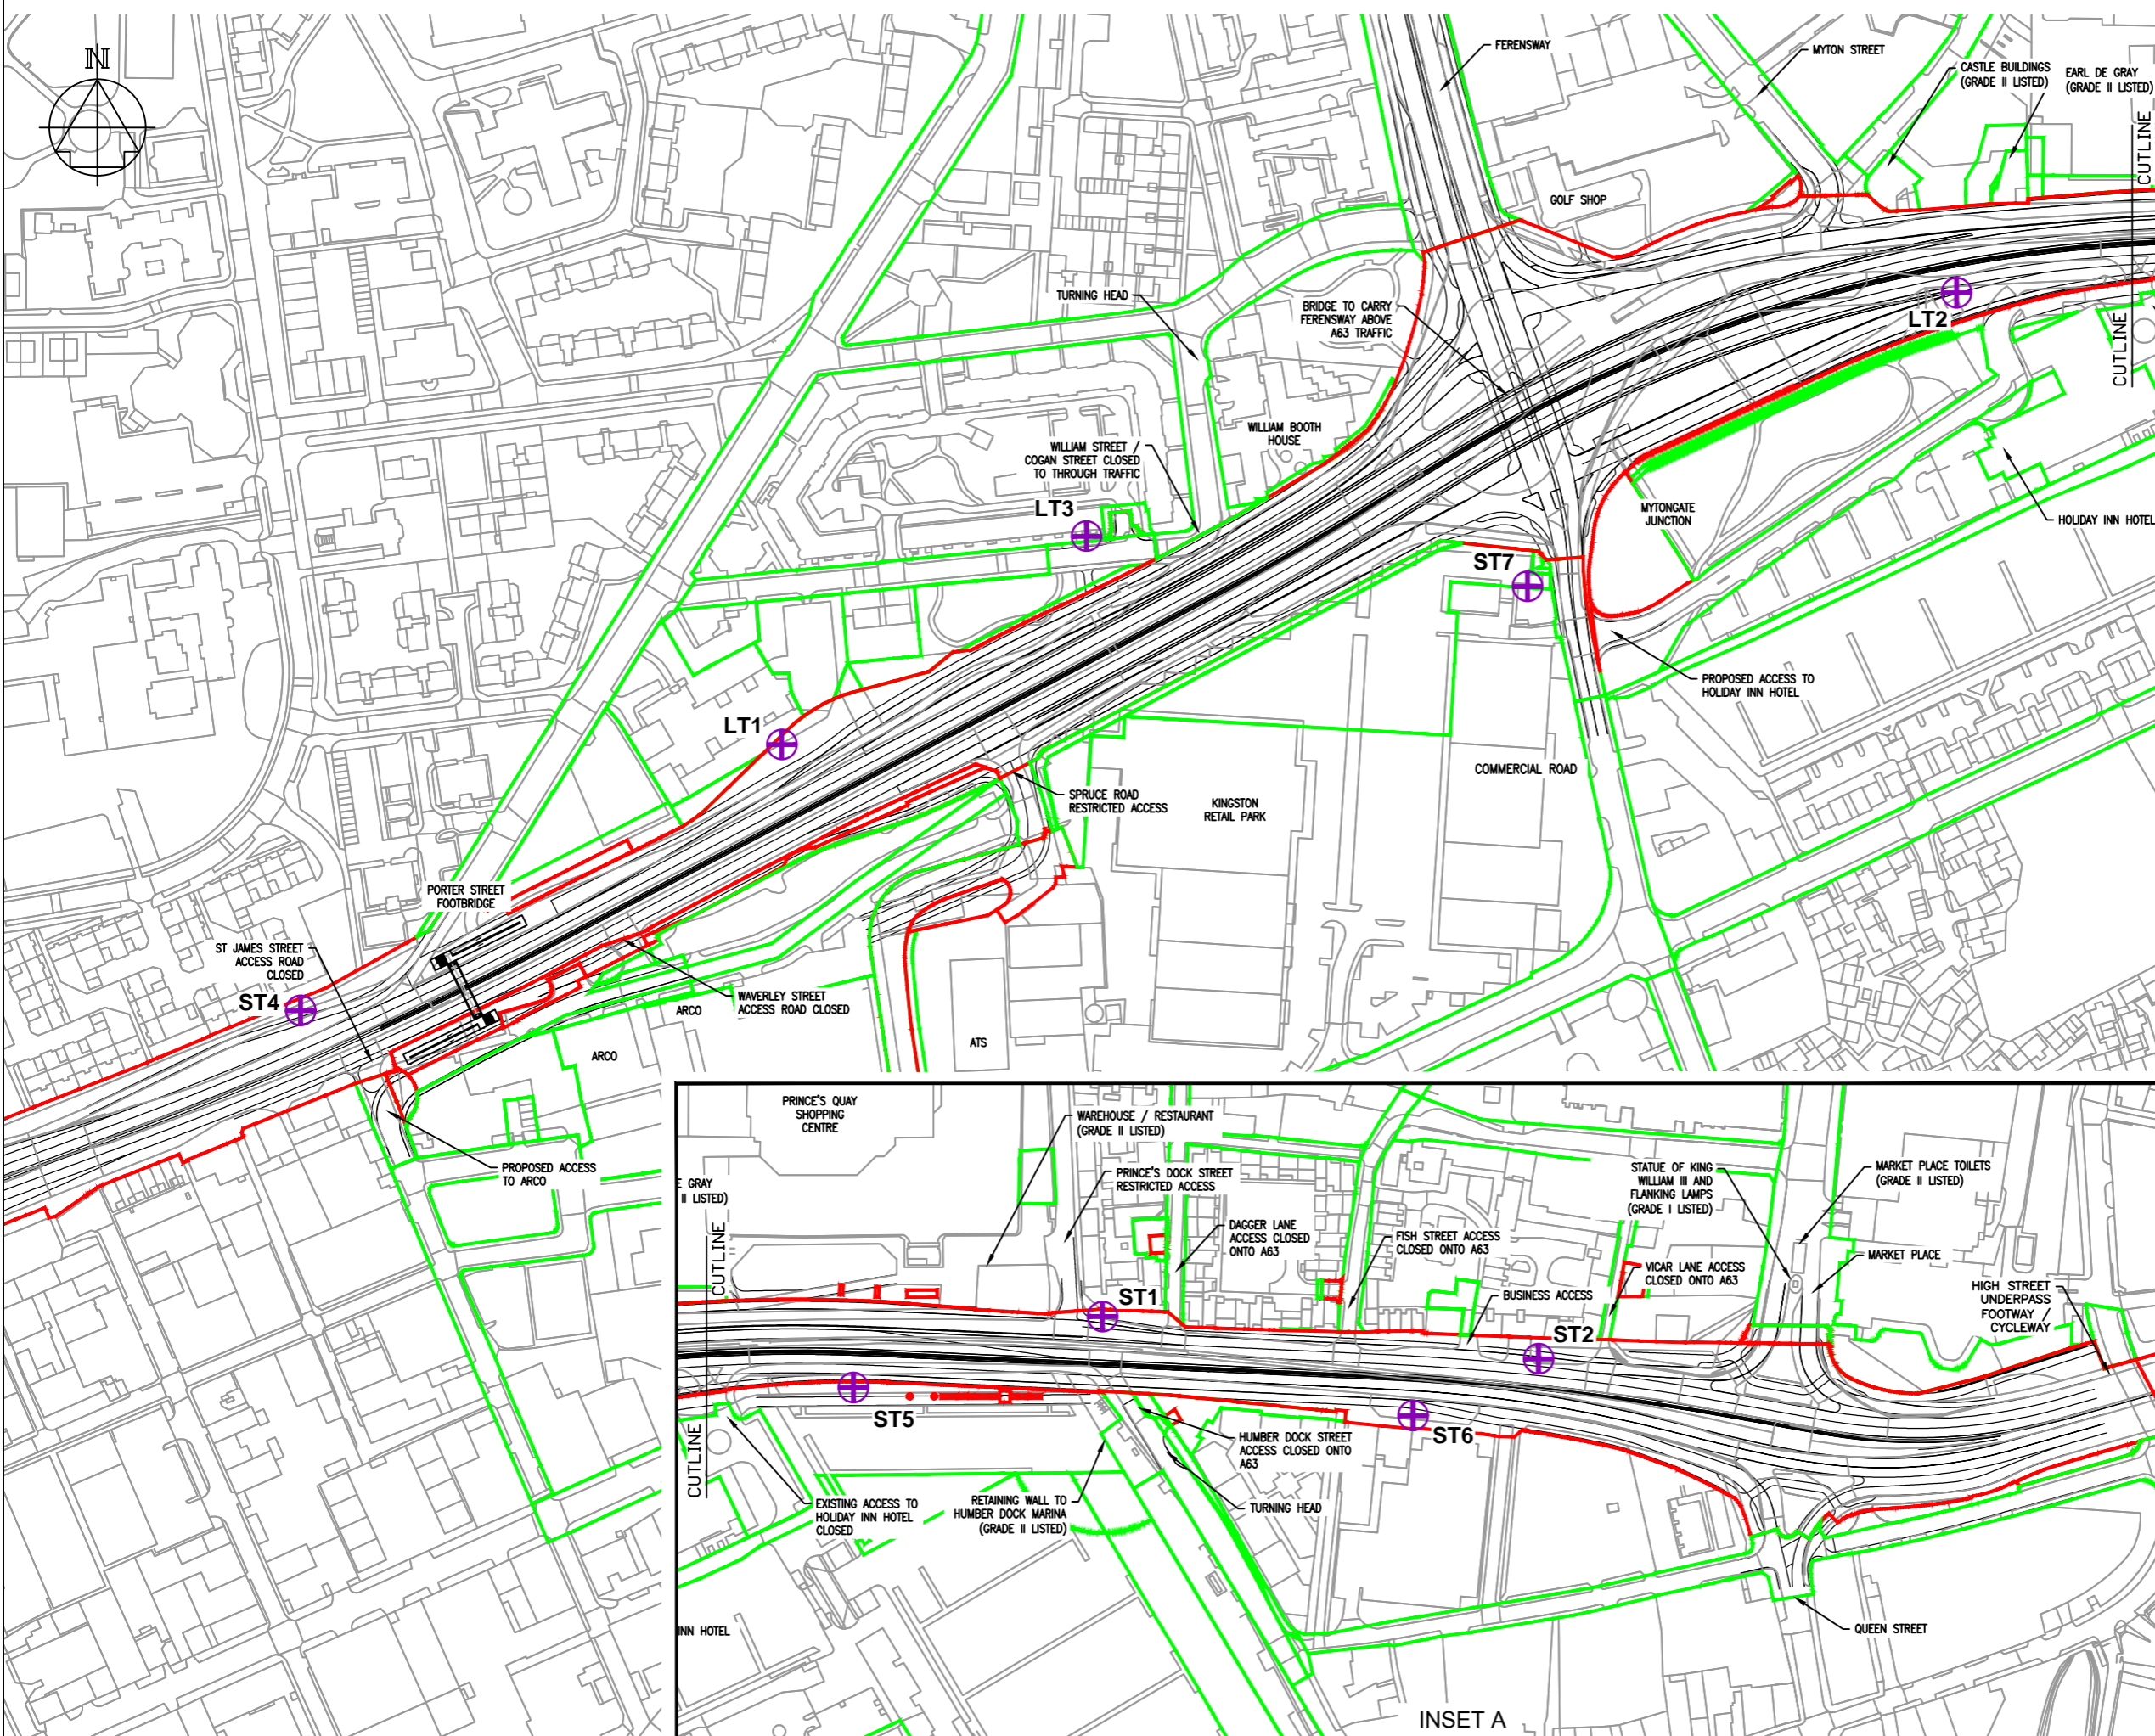 N
FERENSWAY
MYTON STREET
CASTLE BUILDINGS
(GRADE II LISTED)
EARL DE GRAY
(GRADE II LISTED)
CUTLINE
GOLF SHOP
TURNING HEAD
BRIDGE TO CARRY
FERENSWAY ABOVE
A63 TRAFFIC
LT2
CUTLINE
WILLIAM BOOTH
HOUSE
WILLIAM STREET /
COGAN STREET CLOSED
TO THROUGH TRAFFIC
LT3
MYTONGATE
JUNCTION
HOLIDAY INN HOTEL
ST7
PROPOSED ACCESS TO
HOLIDAY INN HOTEL
LT1
COMMERCIAL ROAD
SPRUCE ROAD
RESTRICTED ACCESS
KINGSTON
RETAIL PARK
PORTER STREET
FOOTBRIDGE
ST JAMES STREET
ACCESS ROAD
CLOSED
ST4
WAVERLEY STREET
ACCESS ROAD CLOSED
ARCO
ARCO
ATS
PROPOSED ACCESS
TO ARCO
PRINCE'S QUAY
SHOPPING
CENTRE
WAREHOUSE / RESTAURANT
(GRADE II LISTED)
PRINCE'S DOCK STREET
RESTRICTED ACCESS
E GRAY
II LISTED)
CUTLINE
DAGGER LANE
ACCESS CLOSED
ONTO A63
FISH STREET ACCESS
CLOSED ONTO A63
STATUE OF KING
WILLIAM III AND
FLANKING LAMPS
(GRADE I LISTED)
MARKET PLACE TOILETS
(GRADE II LISTED)
MARKET PLACE
VICAR LANE ACCESS
CLOSED ONTO A63
BUSINESS ACCESS
HIGH STREET
UNDERPASS
FOOTWAY /
CYCLEWAY
ST1
ST2
ST5
ST6
CUTLINE
HUMBER DOCK STREET
ACCESS CLOSED ONTO
A63
EXISTING ACCESS TO
HOLIDAY INN HOTEL
CLOSED
RETAINING WALL TO
HUMBER DOCK MARINA
(GRADE II LISTED)
TURNING HEAD
INN HOTEL
QUEEN STREET
INSET A